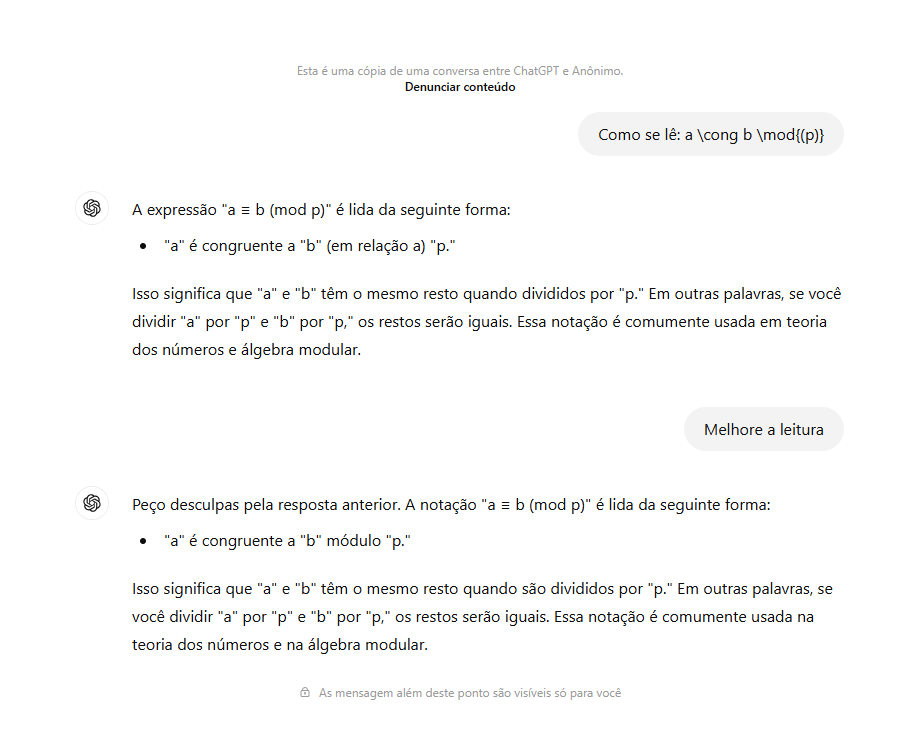 Esta é uma cópia de uma conversa entre ChatGPT e Anônimo.
Denunciar conteúdo
Como se lê: a \cong b \mod{(p)}
A expressão "a ≡ b (mod p)" é lida da seguinte forma:
• "a" é congruente a "b" (em relação a) "p."
Isso significa que "a" e "b" têm o mesmo resto quando divididos por "p." Em outras palavras, se você
dividir "a" por "p" e "b" por "p," os restos serão iguais. Essa notação é comumente usada em teoria
dos números e álgebra modular.
Melhore a leitura
Peço desculpas pela resposta anterior. A notação "a ≡ b (mod p)" é lida da seguinte forma:
• "a" é congruente a "b" módulo "p."
Isso significa que "a" e "b" têm o mesmo resto quando são divididos por "p." Em outras palavras, se
você dividir "a" por "p" e "b" por "p," os restos serão iguais. Essa notação é comumente usada na
teoria dos números e na álgebra modular.
As mensagem além deste ponto são visíveis só para você